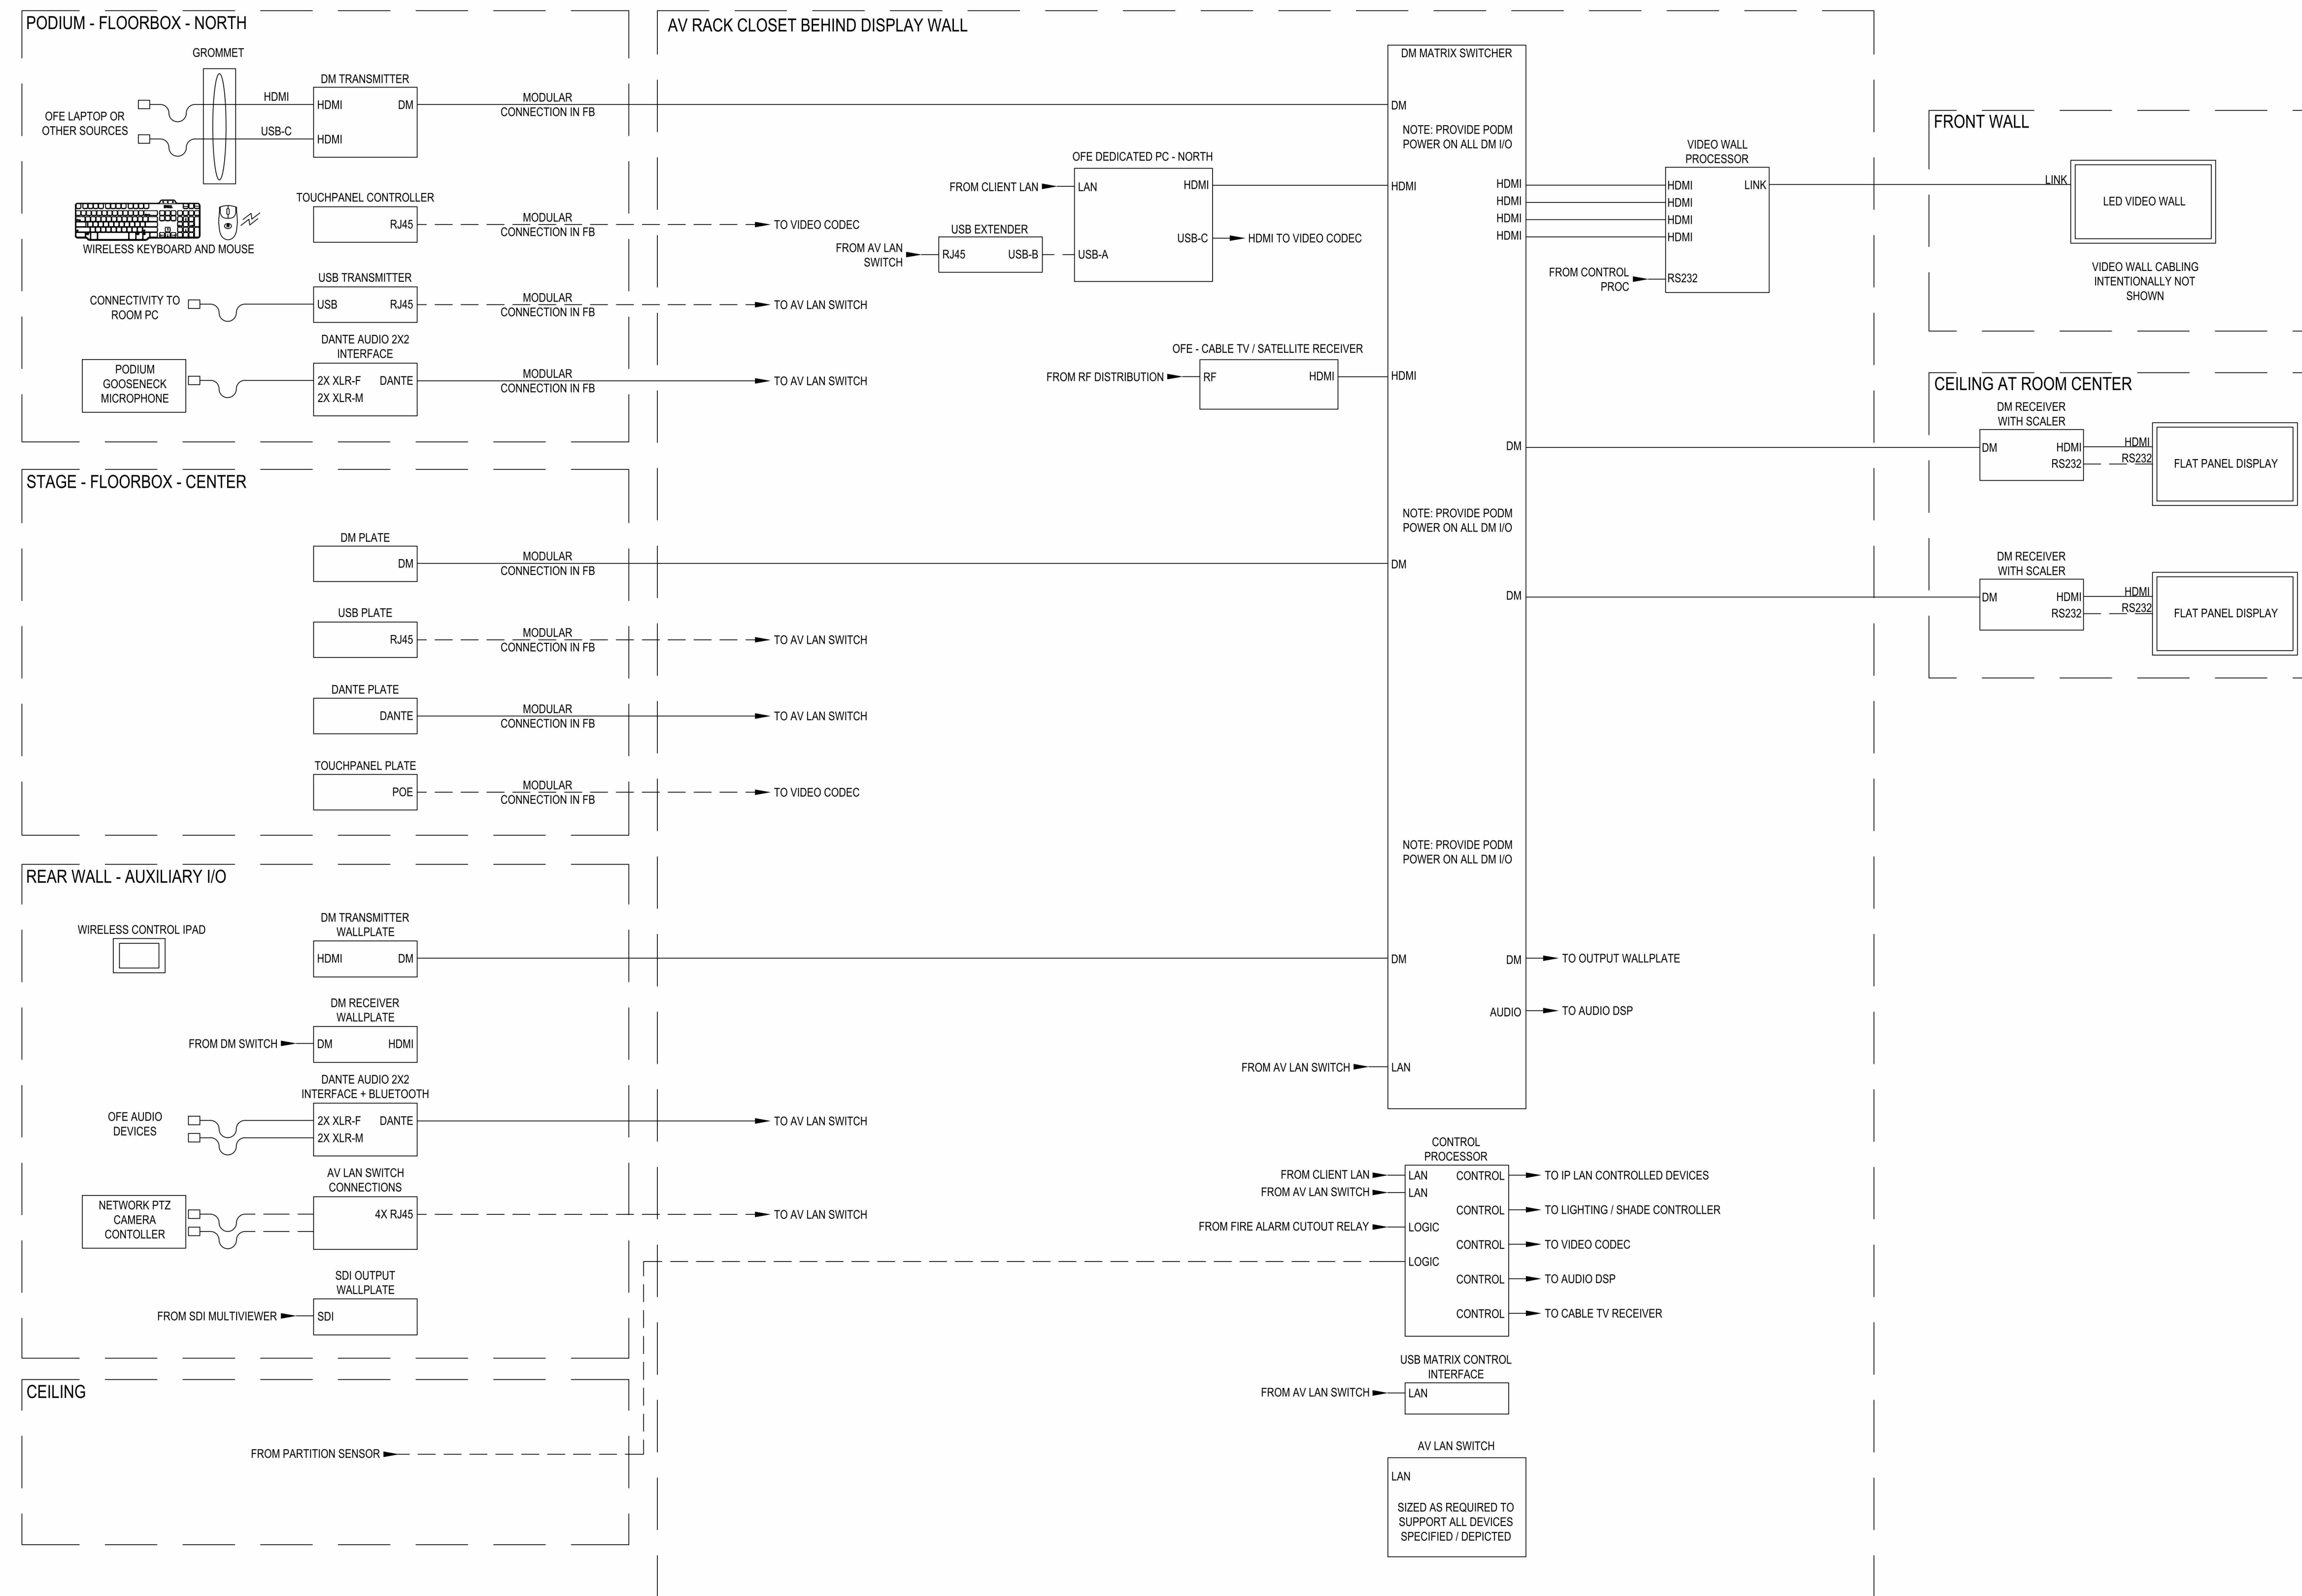 PODIUM - FLOORBOX - NORTH
GROMMET
DM TRANSMITTER
HDMI
HDMI
DM
MODULAR
CONNECTION IN FB
OFE LAPTOP OR
OTHER SOURCES
USB-C
HDMI
TOUCHPANEL CONTROLLER
RJ45
MODULAR
CONNECTION IN FB
WIRELESS KEYBOARD AND MOUSE
USB TRANSMITTER
CONNECTIVITY TO
ROOM PC
USB
RJ45
MODULAR
CONNECTION IN FB
DANTE AUDIO 2X2
INTERFACE
PODIUM
GOOSENECK
MICROPHONE
2X XLR-F
DANTE
2X XLR-M
MODULAR
CONNECTION IN FB
STAGE - FLOORBOX - CENTER
DM PLATE
DM
MODULAR
CONNECTION IN FB
USB PLATE
RJ45
MODULAR
CONNECTION IN FB
DANTE PLATE
DANTE
MODULAR
CONNECTION IN FB
TOUCHPANEL PLATE
POE
MODULAR
CONNECTION IN FB
REAR WALL - AUXILIARY I/O
WIRELESS CONTROL IPAD
DM TRANSMITTER
WALLPLATE
HDMI
DM
DM RECEIVER
WALLPLATE
FROM DM SWITCH
DM
HDMI
DANTE AUDIO 2X2
INTERFACE + BLUETOOTH
OFE AUDIO
DEVICES
2X XLR-F
DANTE
2X XLR-M
AV LAN SWITCH
CONNECTIONS
NETWORK PTZ
CAMERA
CONTOLLER
4X RJ45
SDI OUTPUT
WALLPLATE
FROM SDI MULTIVIEWER
SDI
CEILING
FROM PARTITION SENSOR
AV RACK CLOSET BEHIND DISPLAY WALL
TO VIDEO CODEC
TO AV LAN SWITCH
TO AV LAN SWITCH
TO AV LAN SWITCH
TO AV LAN SWITCH
TO VIDEO CODEC
TO AV LAN SWITCH
TO AV LAN SWITCH
OFE DEDICATED PC - NORTH
FROM CLIENT LAN
LAN
HDMI
USB EXTENDER
FROM AV LAN
SWITCH
RJ45
USB-B
USB-A
USB-C
HDMI TO VIDEO CODEC
OFE - CABLE TV / SATELLITE RECEIVER
FROM RF DISTRIBUTION
RF
HDMI
DM MATRIX SWITCHER
DM
NOTE: PROVIDE PODM
POWER ON ALL DM I/O
HDMI
HDMI
HDMI
HDMI
HDMI
HDMI
DM
NOTE: PROVIDE PODM
POWER ON ALL DM I/O
DM
DM
NOTE: PROVIDE PODM
POWER ON ALL DM I/O
DM
DM
TO OUTPUT WALLPLATE
AUDIO
TO AUDIO DSP
FROM AV LAN SWITCH
LAN
VIDEO WALL
PROCESSOR
HDMI
LINK
HDMI
HDMI
HDMI
FROM CONTROL
PROC
RS232
CONTROL
PROCESSOR
FROM CLIENT LAN
LAN
CONTROL
TO IP LAN CONTROLLED DEVICES
FROM AV LAN SWITCH
LAN
CONTROL
TO LIGHTING / SHADE CONTROLLER
FROM FIRE ALARM CUTOUT RELAY
LOGIC
CONTROL
TO VIDEO CODEC
LOGIC
CONTROL
TO AUDIO DSP
CONTROL
TO CABLE TV RECEIVER
USB MATRIX CONTROL
INTERFACE
FROM AV LAN SWITCH
LAN
AV LAN SWITCH
LAN
SIZED AS REQUIRED TO
SUPPORT ALL DEVICES
SPECIFIED / DEPICTED
FRONT WALL
LINK
LED VIDEO WALL
VIDEO WALL CABLING
INTENTIONALLY NOT
SHOWN
CEILING AT ROOM CENTER
DM RECEIVER
WITH SCALER
DM
HDMI
RS232
HDMI
RS232
FLAT PANEL DISPLAY
DM RECEIVER
WITH SCALER
DM
HDMI
RS232
HDMI
RS232
FLAT PANEL DISPLAY